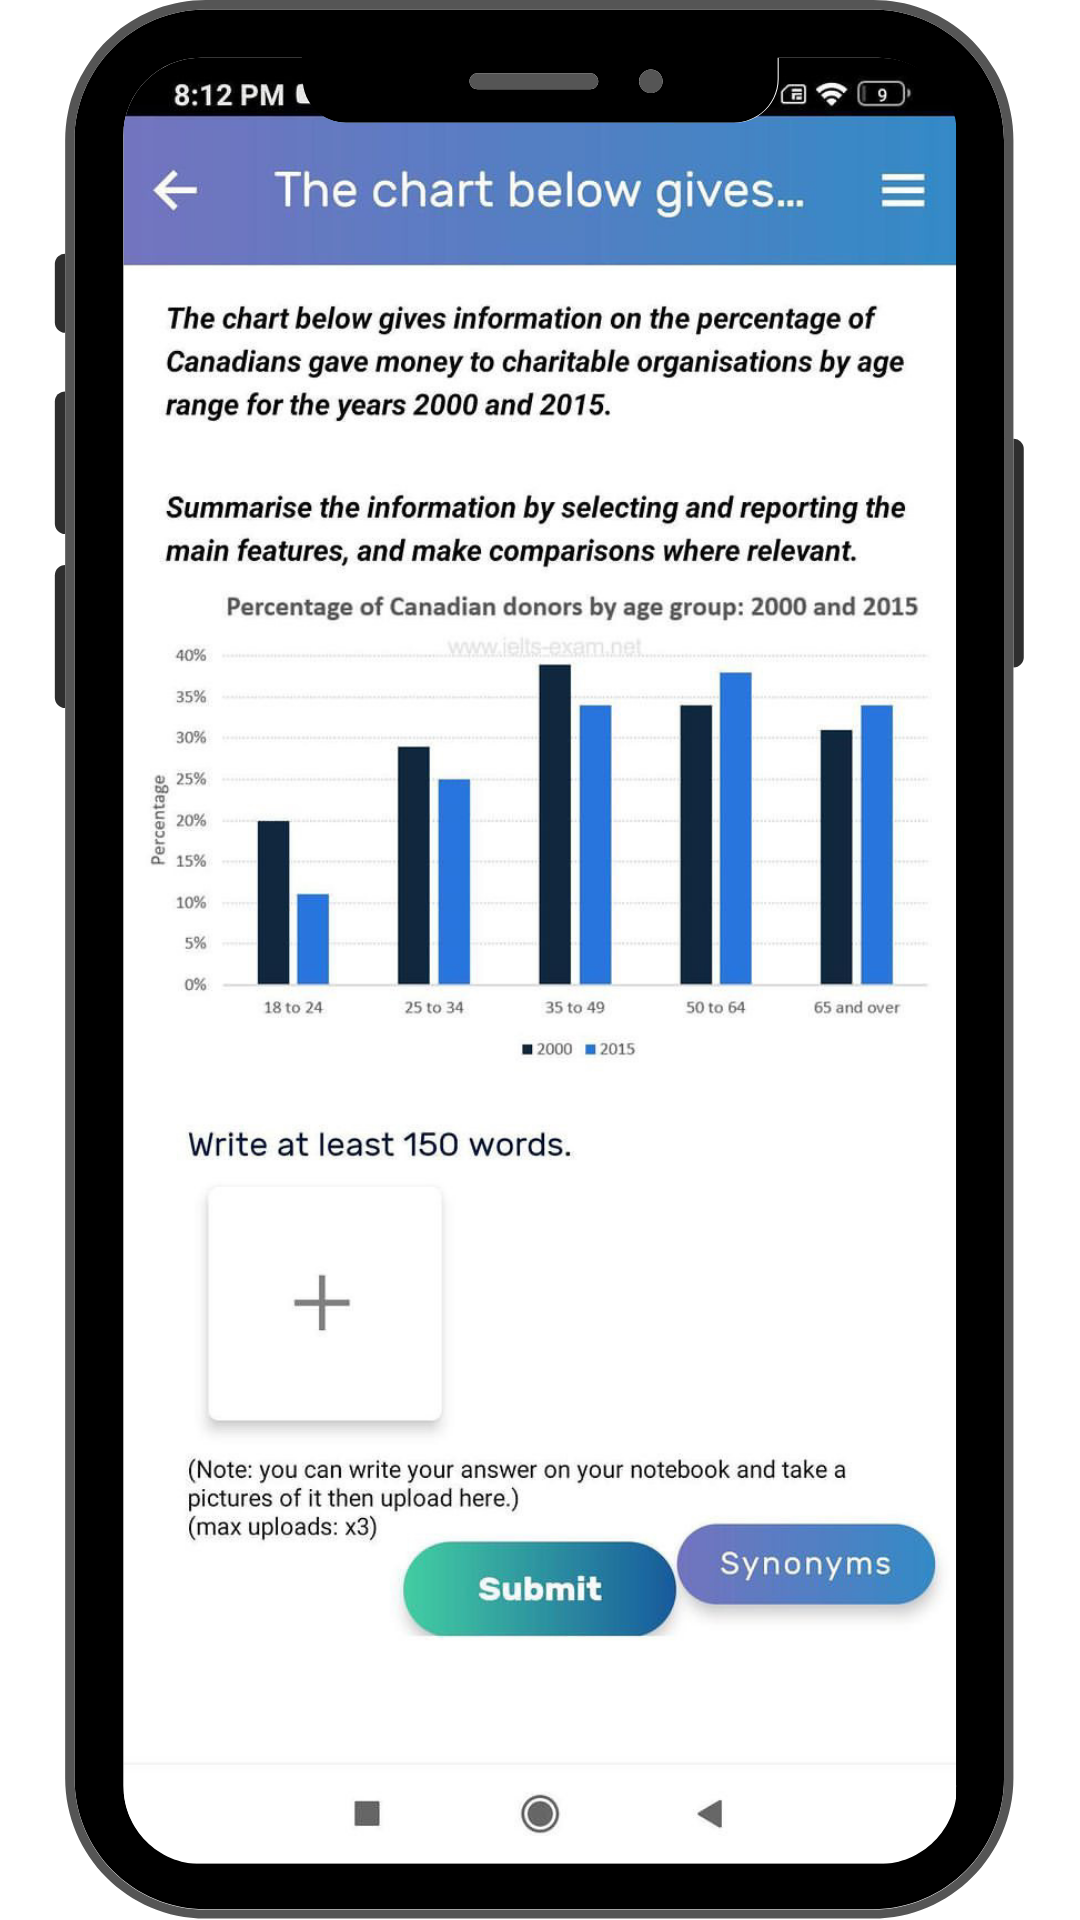 8:12 PM
9
The chart below gives...
The chart below gives information on the percentage of
Canadians gave money to charitable organisations by age
range for the years 2000 and 2015.
Summarise the information by selecting and reporting the
main features, and make comparisons where relevant.
Percentage of Canadian donors by age group: 2000 and 2015
www.ielts-exam.net
40%
35%
30%
25%
20%
15%
10%
5%
0%
Percentage
18 to 24 25 to 34 35 to 49 50 to 64 65 and over
2000 2015
Write at least 150 words.
(Note: you can write your answer on your notebook and take a
pictures of it then upload here.)
(max uploads: x3)
Synonyms
Submit